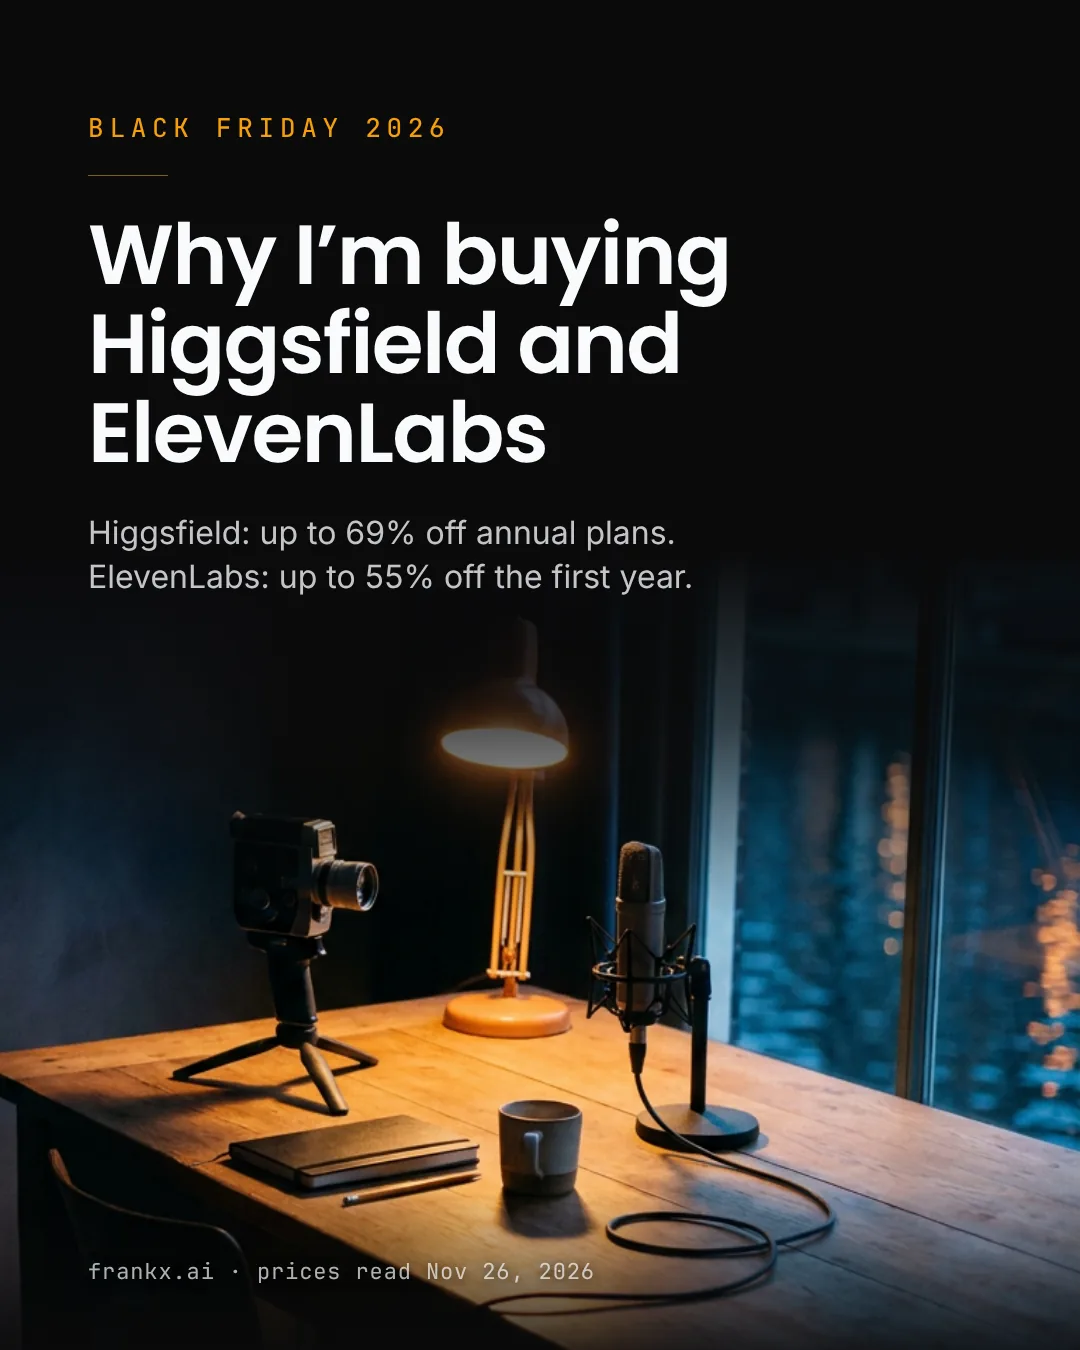 BLACK FRIDAY 2026
Why I’m buying
Higgsfield and
ElevenLabs
Higgsfield: up to 69% off annual plans.
ElevenLabs: up to 55% off the first year.
frankx.ai · prices read Nov 26, 2026